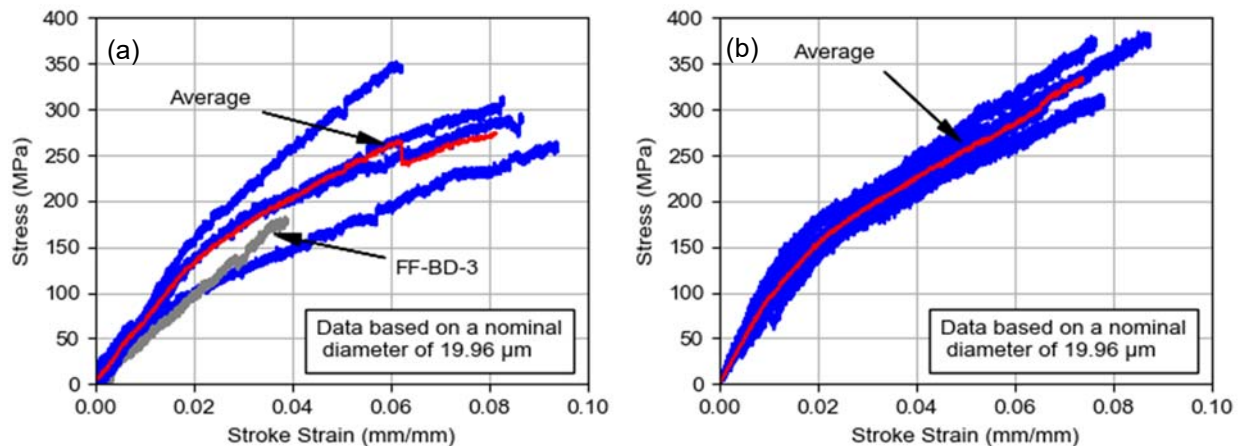 (a)
400
350
300
250
200
150
100
50
0
Stress (MPa)
Average
FF-BD-3
Data based on a nominal
diameter of 19.96 µm
0.00 0.02 0.04 0.06 0.08 0.10
Stroke Strain (mm/mm)
(b)
400
350
300
250
200
150
100
50
0
Stress (MPa)
Average
Data based on a nominal
diameter of 19.96 µm
0.00 0.02 0.04 0.06 0.08 0.10
Stroke Strain (mm/mm)